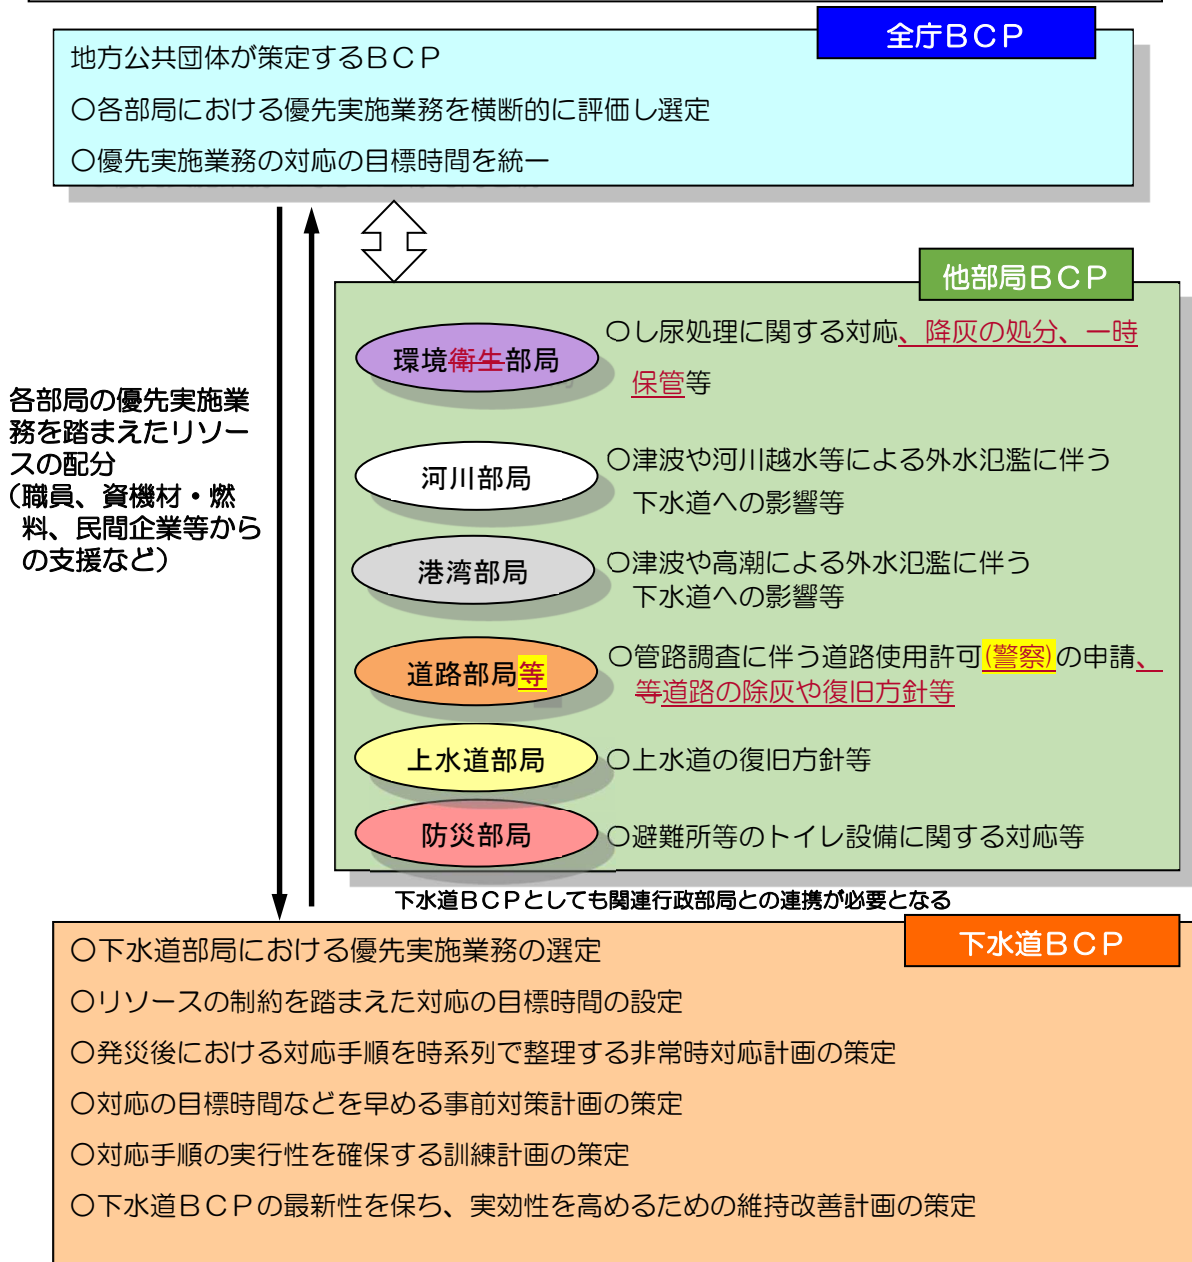 全庁ＢＣＰ
地方公共団体が策定するＢＣＰ
○各部局における優先実施業務を横断的に評価し選定
○優先実施業務の対応の目標時間を統一
他部局ＢＣＰ
環境衛生部局
○し尿処理に関する対応、降灰の処分、一時
保管等
河川部局
○津波や河川越水等による外水氾濫に伴う
下水道への影響等
港湾部局
○津波や高潮による外水氾濫に伴う
下水道への影響等
道路部局等
○管路調査に伴う道路使用許可(警察)の申請、
等道路の除灰や復旧方針等
上水道部局
○上水道の復旧方針等
防災部局
○避難所等のトイレ設備に関する対応等
各部局の優先実施業
務を踏まえたリソー
スの配分
（職員、資機材・燃
料、民間企業等から
の支援など）
下水道ＢＣＰとしても関連行政部局との連携が必要となる
下水道ＢＣＰ
○下水道部局における優先実施業務の選定
○リソースの制約を踏まえた対応の目標時間の設定
○発災後における対応手順を時系列で整理する非常時対応計画の策定
○対応の目標時間などを早める事前対策計画の策定
○対応手順の実行性を確保する訓練計画の策定
○下水道ＢＣＰの最新性を保ち、実効性を高めるための維持改善計画の策定